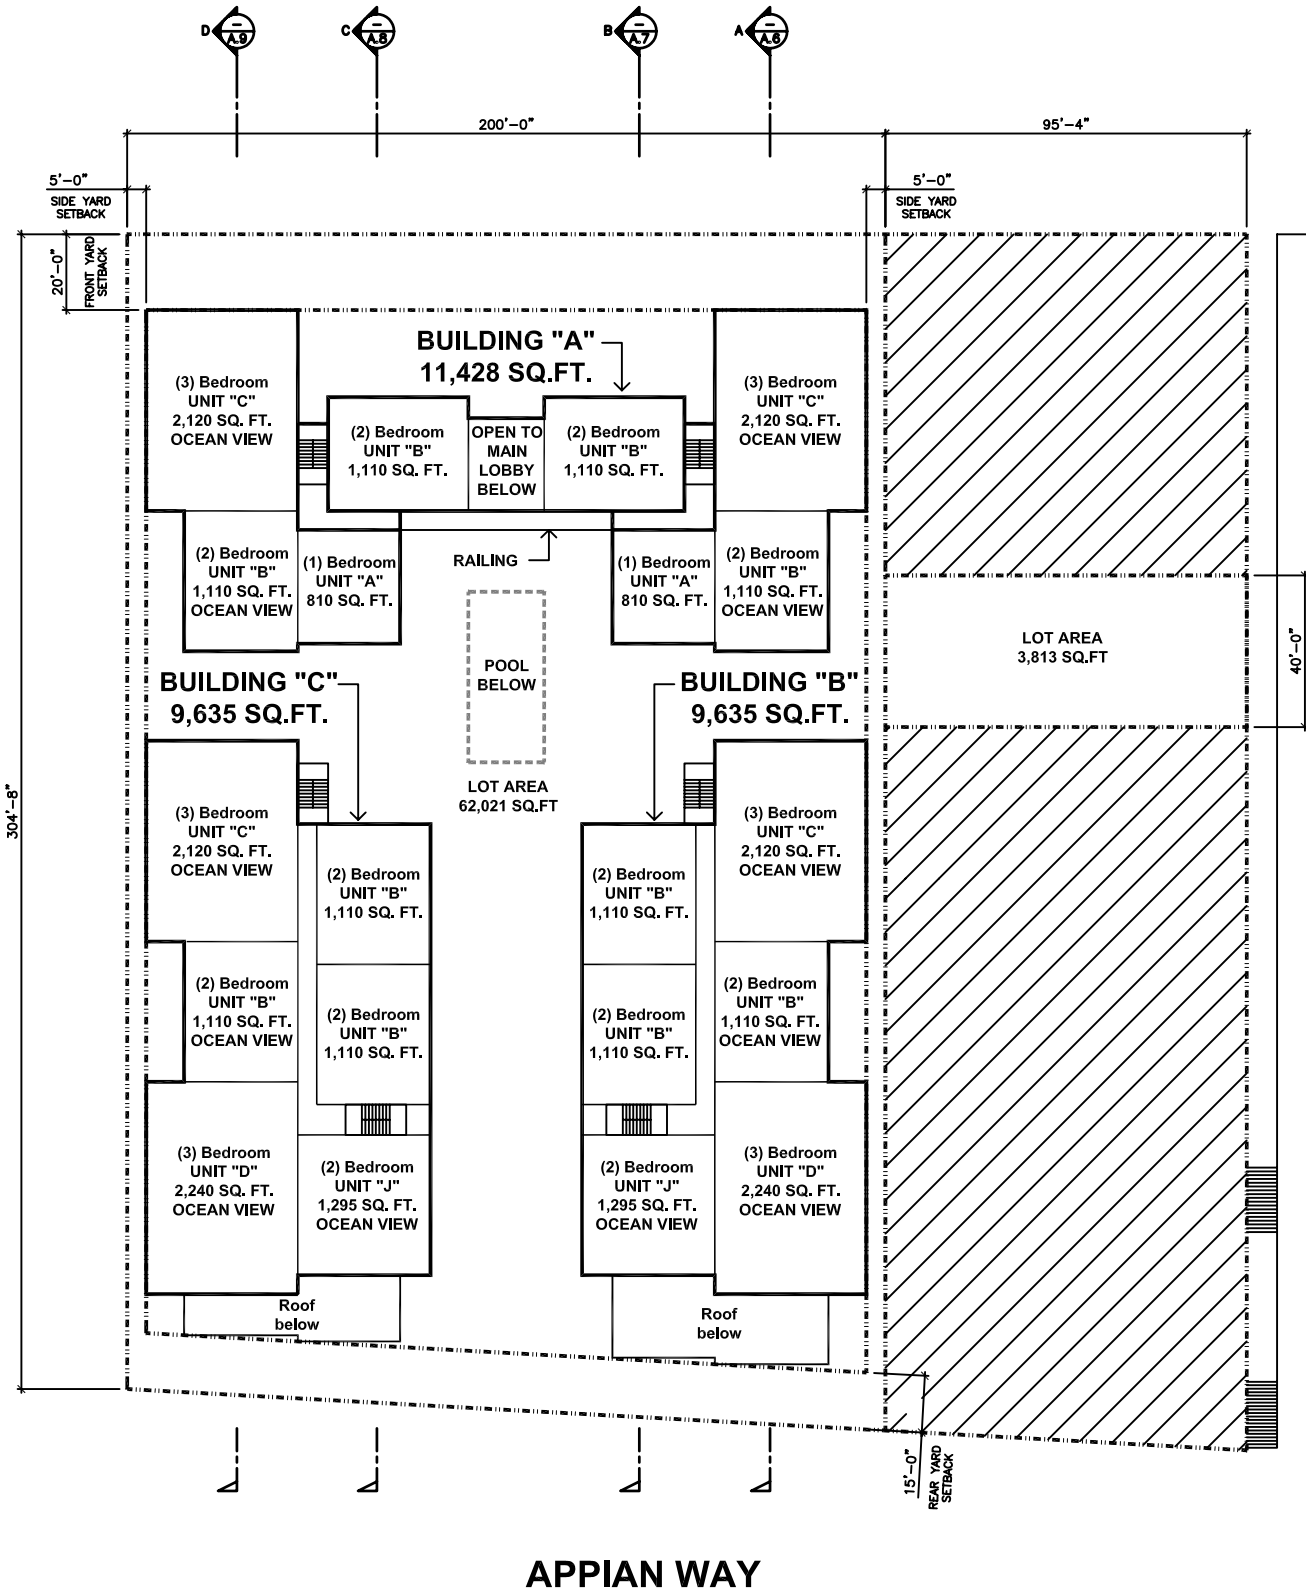 D
–
A.9
C
–
A.8
B
–
A.7
A
–
A.6
200'-0"
95'-4"
5'-0"
SIDE YARD
SETBACK
5'-0"
SIDE YARD
SETBACK
20'-0"
FRONT YARD
SETBACK
BUILDING "A"
11,428 SQ.FT.
(3) Bedroom
UNIT "C"
2,120 SQ. FT.
OCEAN VIEW
(2) Bedroom
UNIT "B"
1,110 SQ. FT.
OPEN TO
MAIN
LOBBY
BELOW
(2) Bedroom
UNIT "B"
1,110 SQ. FT.
(3) Bedroom
UNIT "C"
2,120 SQ. FT.
OCEAN VIEW
(2) Bedroom
UNIT "B"
1,110 SQ. FT.
OCEAN VIEW
(1) Bedroom
UNIT "A"
810 SQ. FT.
RAILING
(1) Bedroom
UNIT "A"
810 SQ. FT.
(2) Bedroom
UNIT "B"
1,110 SQ. FT.
OCEAN VIEW
LOT AREA
3,813 SQ.FT
40'-0"
POOL
BELOW
BUILDING "C"
9,635 SQ.FT.
BUILDING "B"
9,635 SQ.FT.
LOT AREA
62,021 SQ.FT
304'-8"
(3) Bedroom
UNIT "C"
2,120 SQ. FT.
OCEAN VIEW
(2) Bedroom
UNIT "B"
1,110 SQ. FT.
(2) Bedroom
UNIT "B"
1,110 SQ. FT.
(3) Bedroom
UNIT "C"
2,120 SQ. FT.
OCEAN VIEW
(2) Bedroom
UNIT "B"
1,110 SQ. FT.
OCEAN VIEW
(2) Bedroom
UNIT "B"
1,110 SQ. FT.
(2) Bedroom
UNIT "B"
1,110 SQ. FT.
(2) Bedroom
UNIT "B"
1,110 SQ. FT.
OCEAN VIEW
(3) Bedroom
UNIT "D"
2,240 SQ. FT.
OCEAN VIEW
(2) Bedroom
UNIT "J"
1,295 SQ. FT.
OCEAN VIEW
(2) Bedroom
UNIT "J"
1,295 SQ. FT.
OCEAN VIEW
(3) Bedroom
UNIT "D"
2,240 SQ. FT.
OCEAN VIEW
Roof
below
Roof
below
15'-0"
REAR YARD
SETBACK
APPIAN WAY